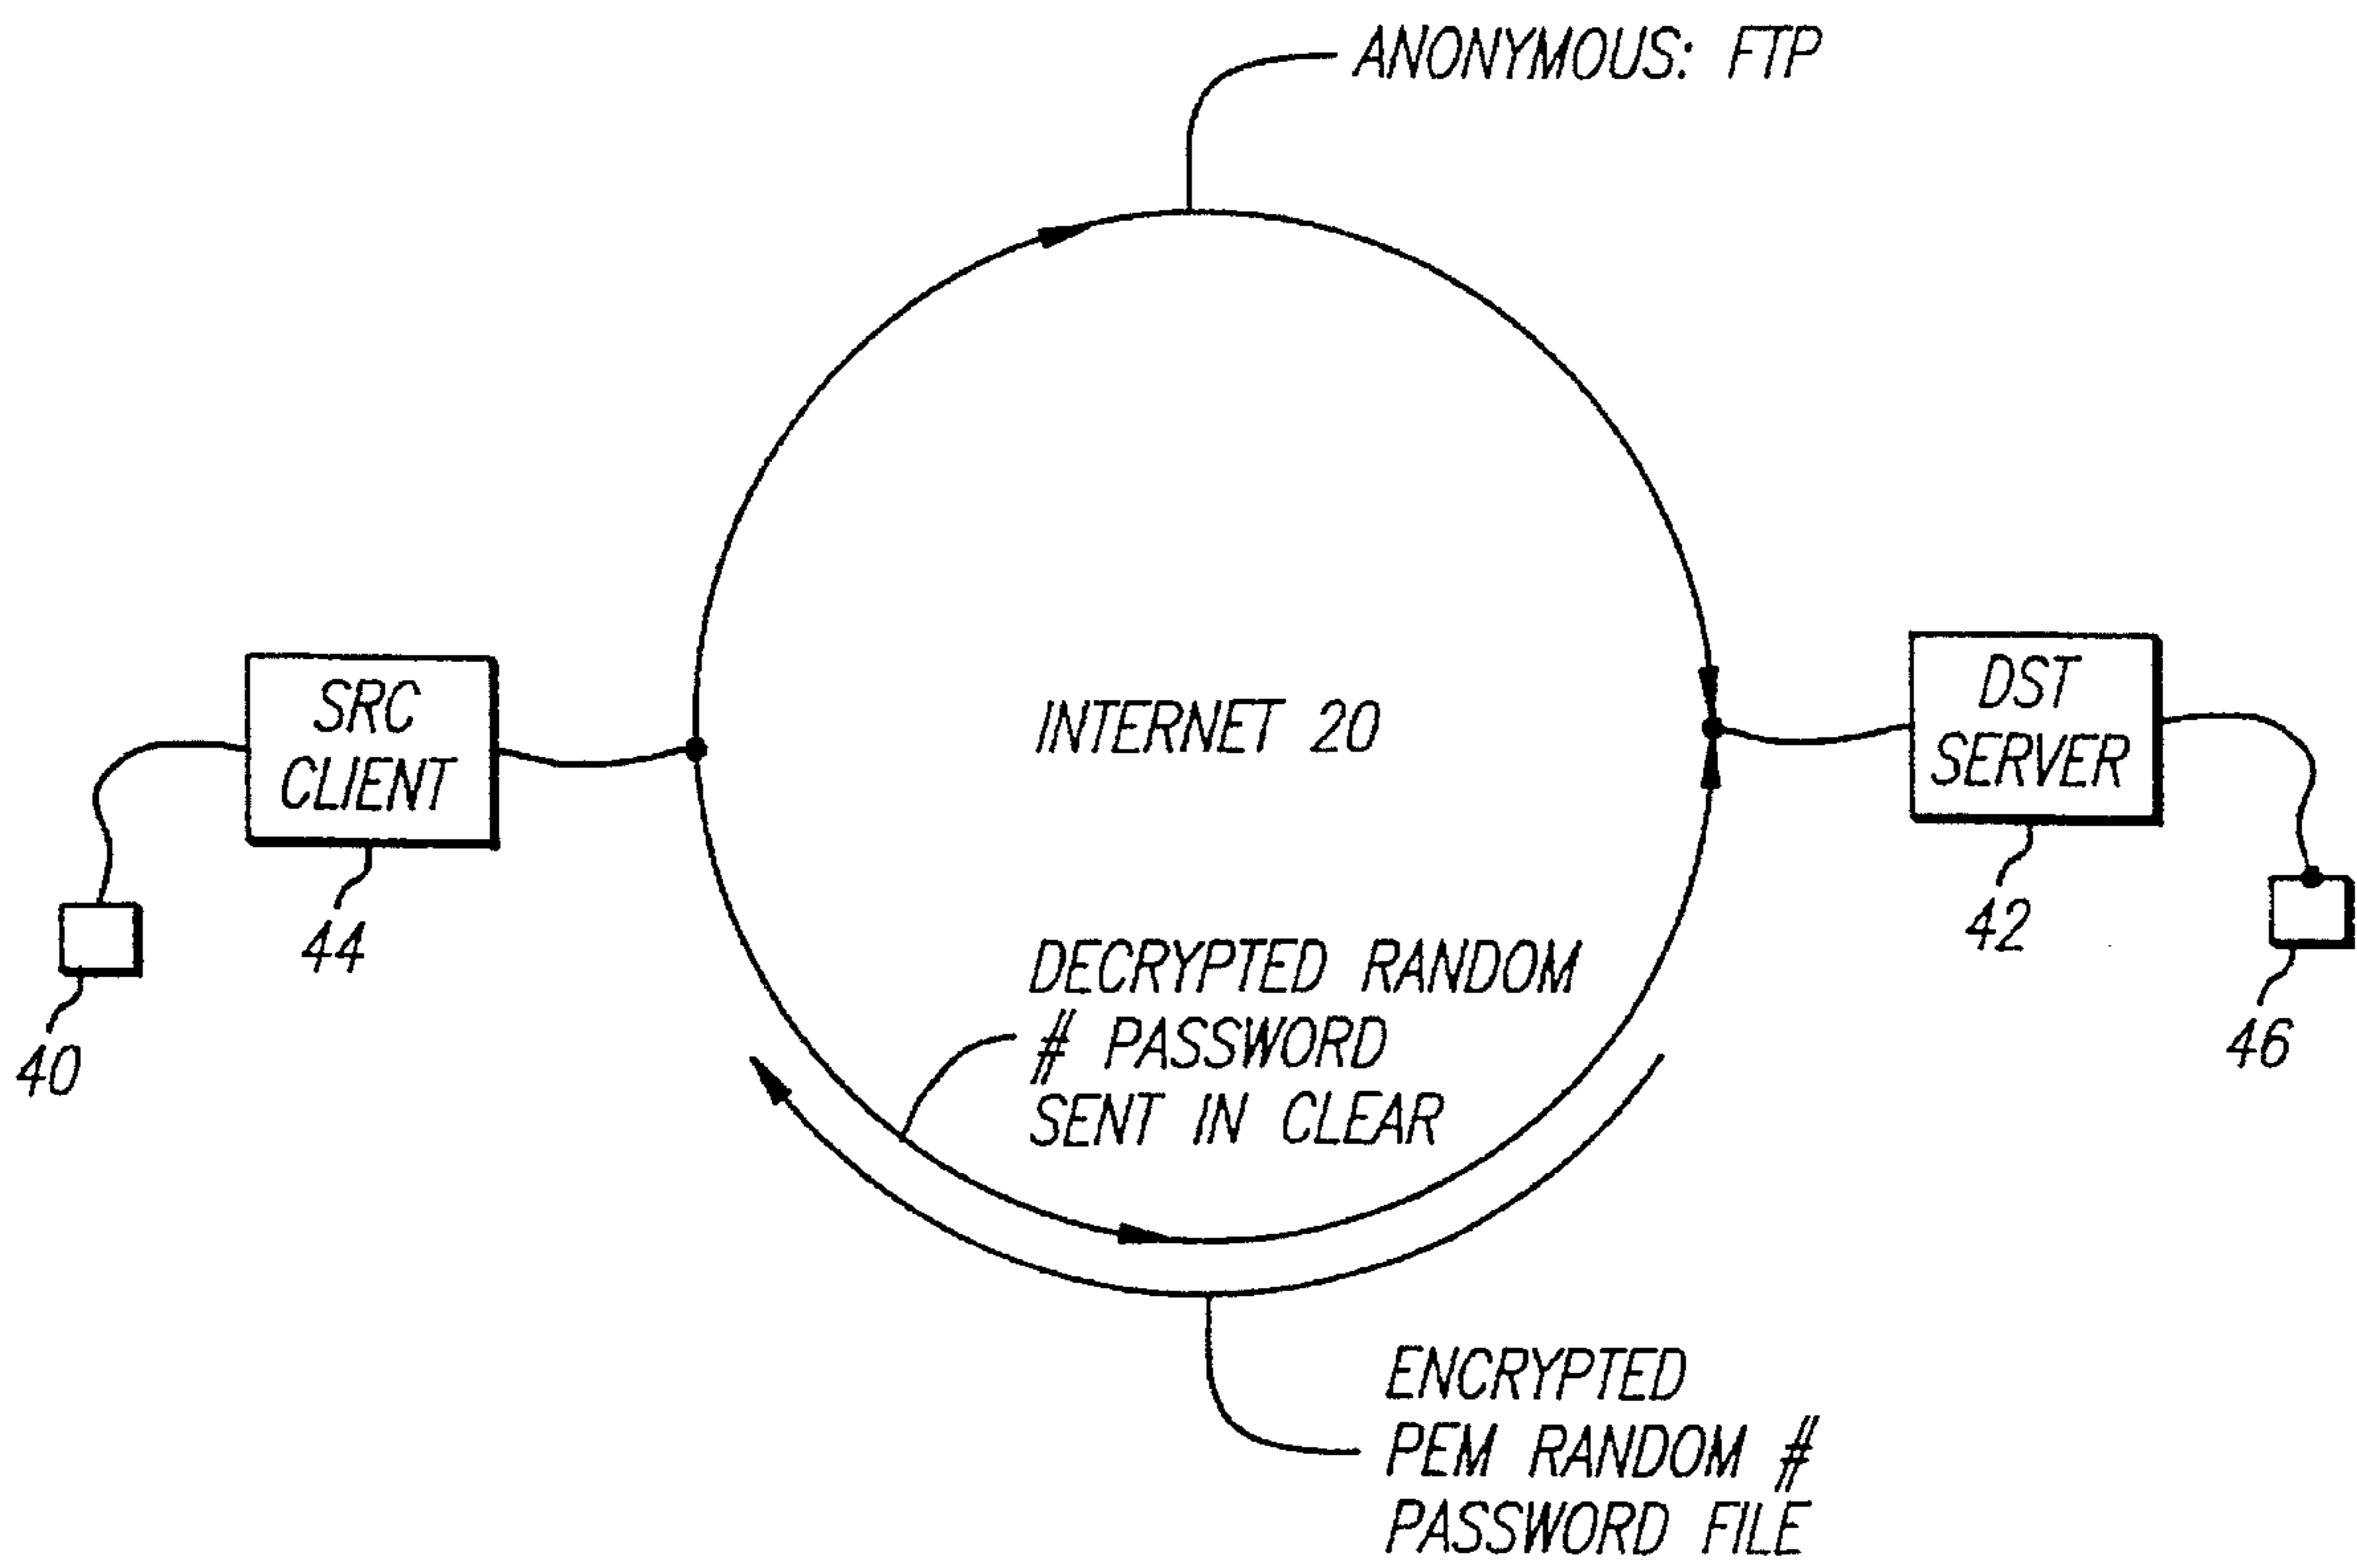 ANONYMOUS: FTP
SRC
CLIENT
44
40
INTERNET 20
DST
SERVER
42
46
DECRYPTED RANDOM
# PASSWORD
SENT IN CLEAR
ENCRYPTED
PEM RANDOM #
PASSWORD FILE